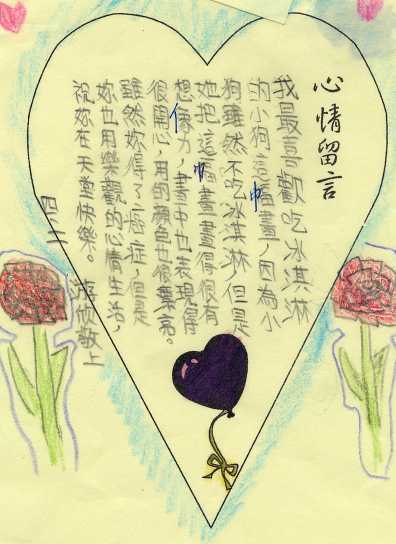 心情留言
我最喜歡吃冰淇淋
的小狗這幅畫了因為小
狗雖然不吃冰淇淋但是
她把這幅畫畫得很有
想像力，畫中也表現得
很開心，用的顏色也很漂亮。
雖然妳得了癌症，但是
妳也用樂觀的心情生活，
祝妳在天堂快樂。
四二
敬上